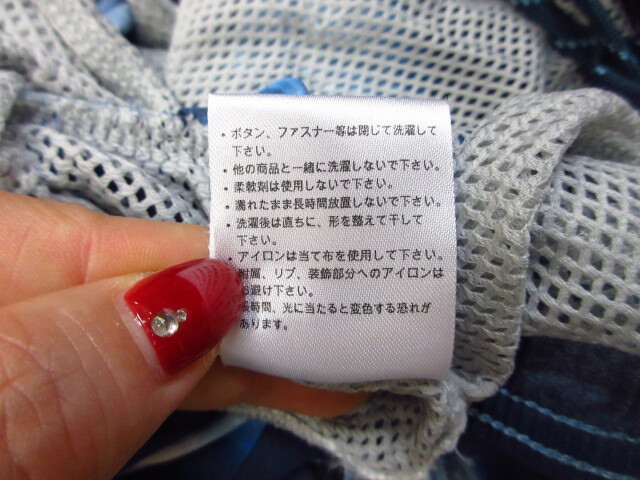 ・ボタン、ファスナー等は閉じて洗濯して
下さい。
・他の商品と一緒に洗濯しないで下さい。
・柔軟剤は使用しないで下さい。
・濡れたまま長時間放置しないで下さい。
・洗濯後は直ちに、形を整えて干して
下さい。
・アイロンは当て布を使用して下さい。
附属、リブ、装飾部分へのアイロンは
お避け下さい。
長時間、光に当たると変色する恐れが
あります。